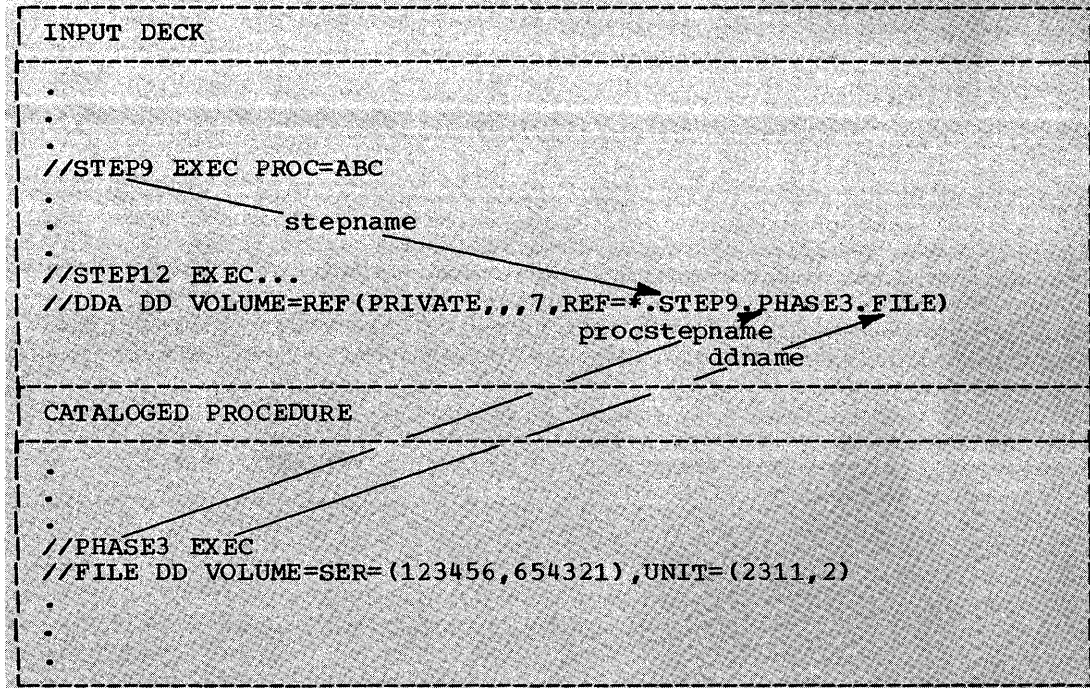 INPUT DECK
.
.
.
//STEP9 EXEC PROC=ABC
.
stepname
.
.
//STEP12 EXEC...
//DDA DD VOLUME=REF(PRIVATE,,,7,REF=*.STEP9.PHASE3.FILE)
procstepname
ddname
CATALOGED PROCEDURE
.
.
.
//PHASE3 EXEC
//FILE DD VOLUME=SER=(123456,654321),UNIT=(2311,2)
.
.
.